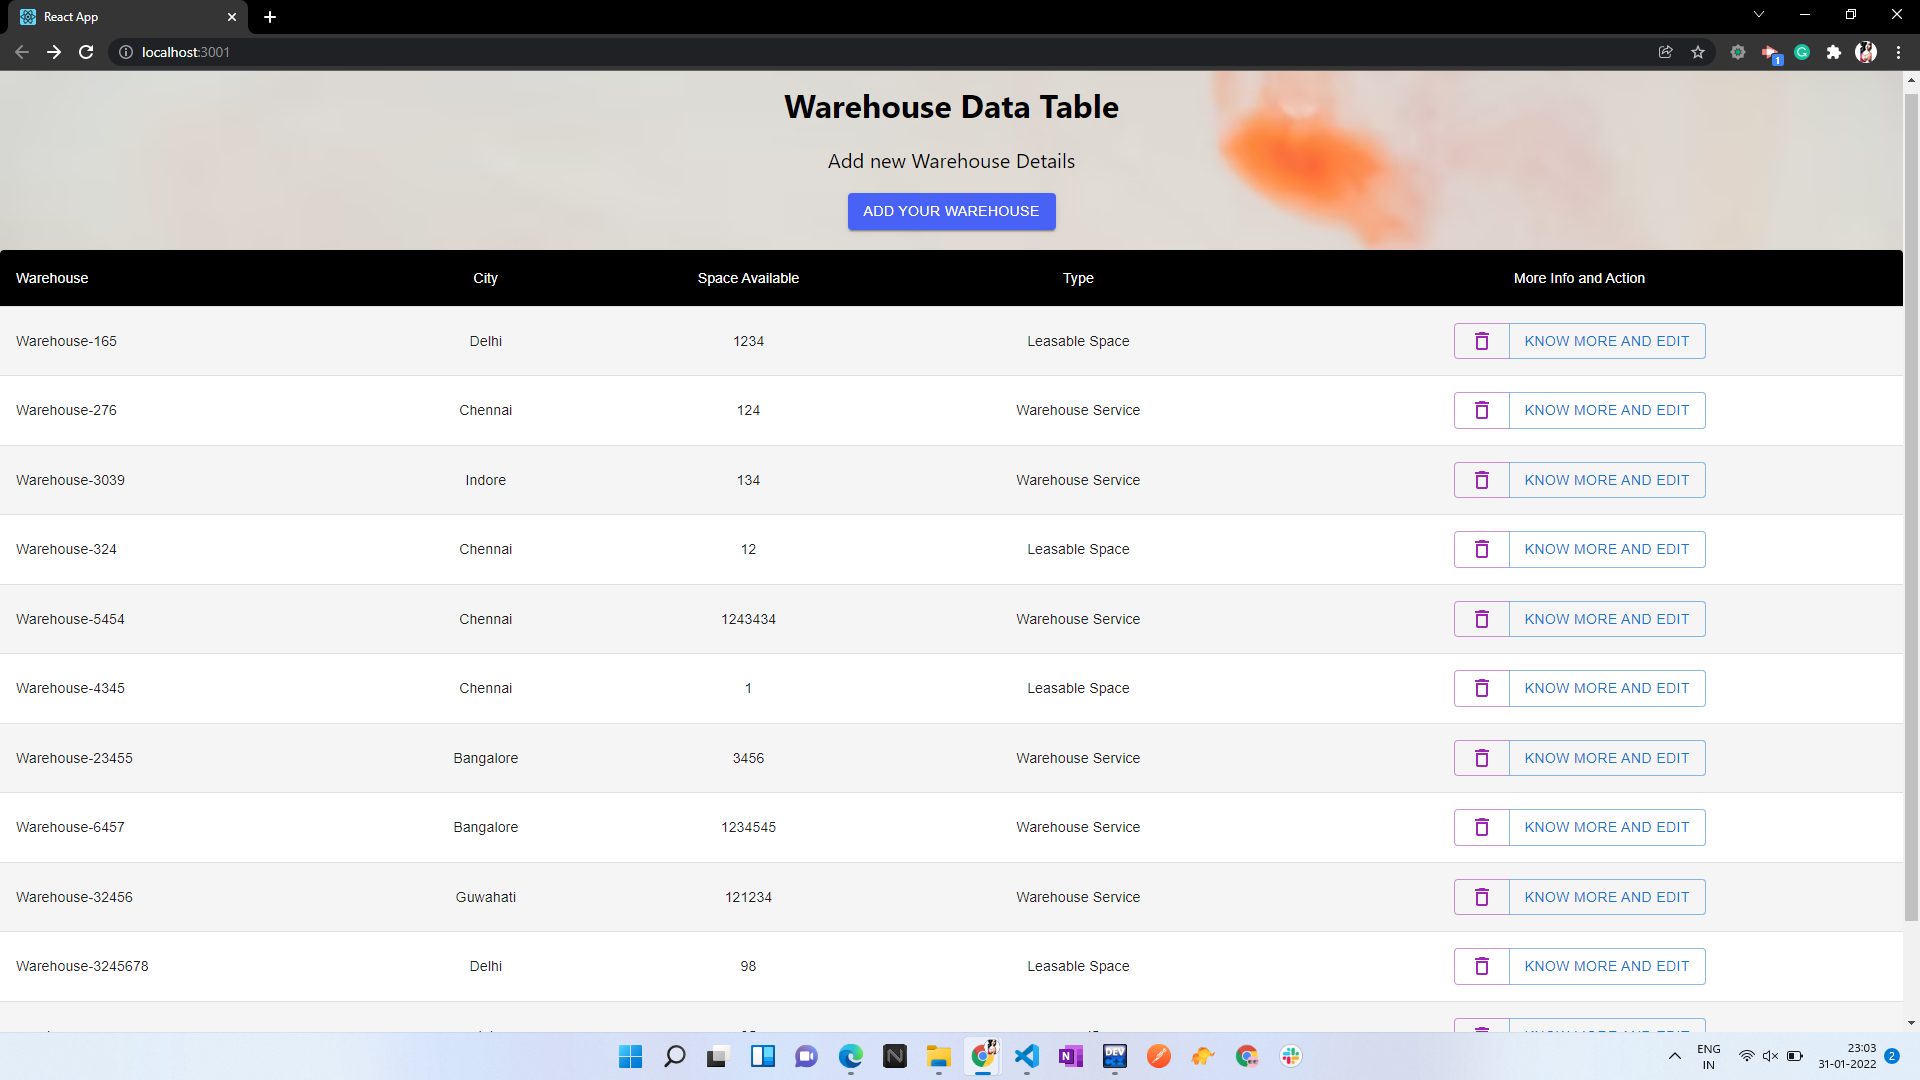 React App
localhost:3001
1
Warehouse Data Table
Add new Warehouse Details
ADD YOUR WAREHOUSE
Warehouse City Space Available Type More Info and Action
Warehouse-165 Delhi 1234 Leasable Space KNOW MORE AND EDIT
Warehouse-276 Chennai 124 Warehouse Service KNOW MORE AND EDIT
Warehouse-3039 Indore 134 Warehouse Service KNOW MORE AND EDIT
Warehouse-324 Chennai 12 Leasable Space KNOW MORE AND EDIT
Warehouse-5454 Chennai 1243434 Warehouse Service KNOW MORE AND EDIT
Warehouse-4345 Chennai 1 Leasable Space KNOW MORE AND EDIT
Warehouse-23455 Bangalore 3456 Warehouse Service KNOW MORE AND EDIT
Warehouse-6457 Bangalore 1234545 Warehouse Service KNOW MORE AND EDIT
Warehouse-32456 Guwahati 121234 Warehouse Service KNOW MORE AND EDIT
Warehouse-3245678 Delhi 98 Leasable Space KNOW MORE AND EDIT
DEV
N
ENG
IN
23:03
31-01-2022
2